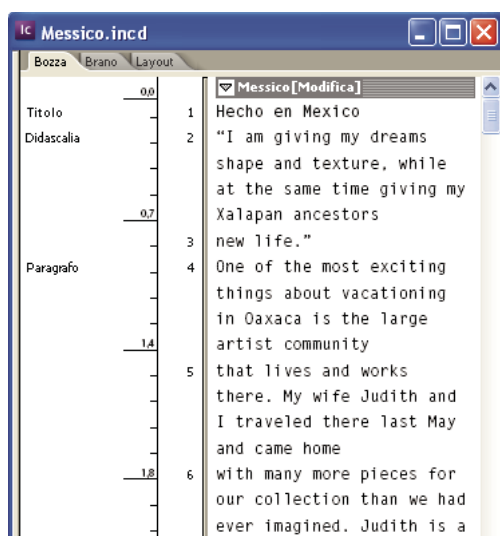 Ic Messico.incd
Bozza Brano Layout
Messico[Modifica]
0,0
Titolo 1 Hecho en Mexico
Didascalia 2 “I am giving my dreams
shape and texture, while
at the same time giving my
0,7 Xalapan ancestors
3 new life.”
Paragrafo 4 One of the most exciting
things about vacationing
in Oaxaca is the large
1,4 artist community
5 that lives and works
there. My wife Judith and
I traveled there last May
and came home
1,8 6 with many more pieces for
our collection than we had
ever imagined. Judith is a